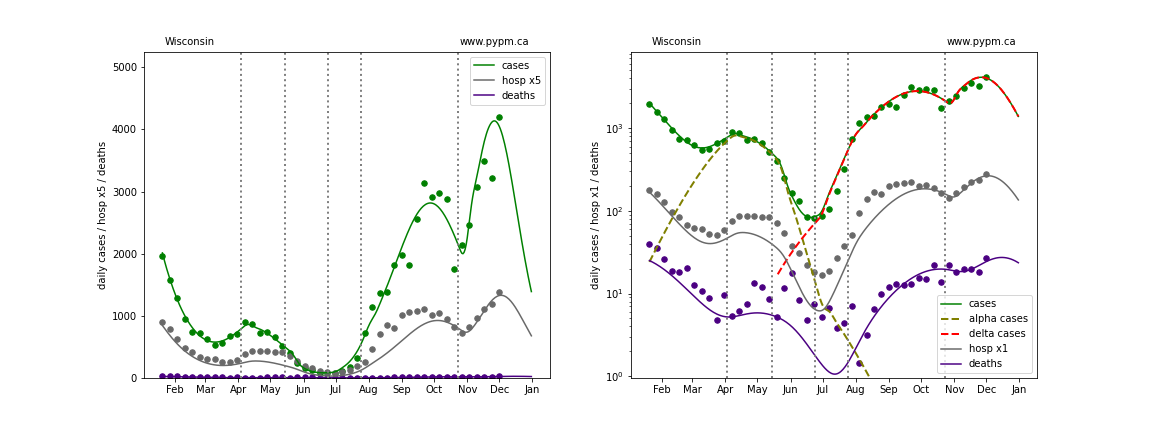 Wisconsin
www.pypm.ca
daily cases / hosp x5 / deaths
5000
4000
3000
2000
1000
0
cases
hosp x5
deaths
Feb Mar Apr May Jun Jul Aug Sep Oct Nov Dec Jan
Wisconsin
www.pypm.ca
daily cases / hosp x1 / deaths
10³
10²
10¹
10⁰
cases
alpha cases
delta cases
hosp x1
deaths
Feb Mar Apr May Jun Jul Aug Sep Oct Nov Dec Jan